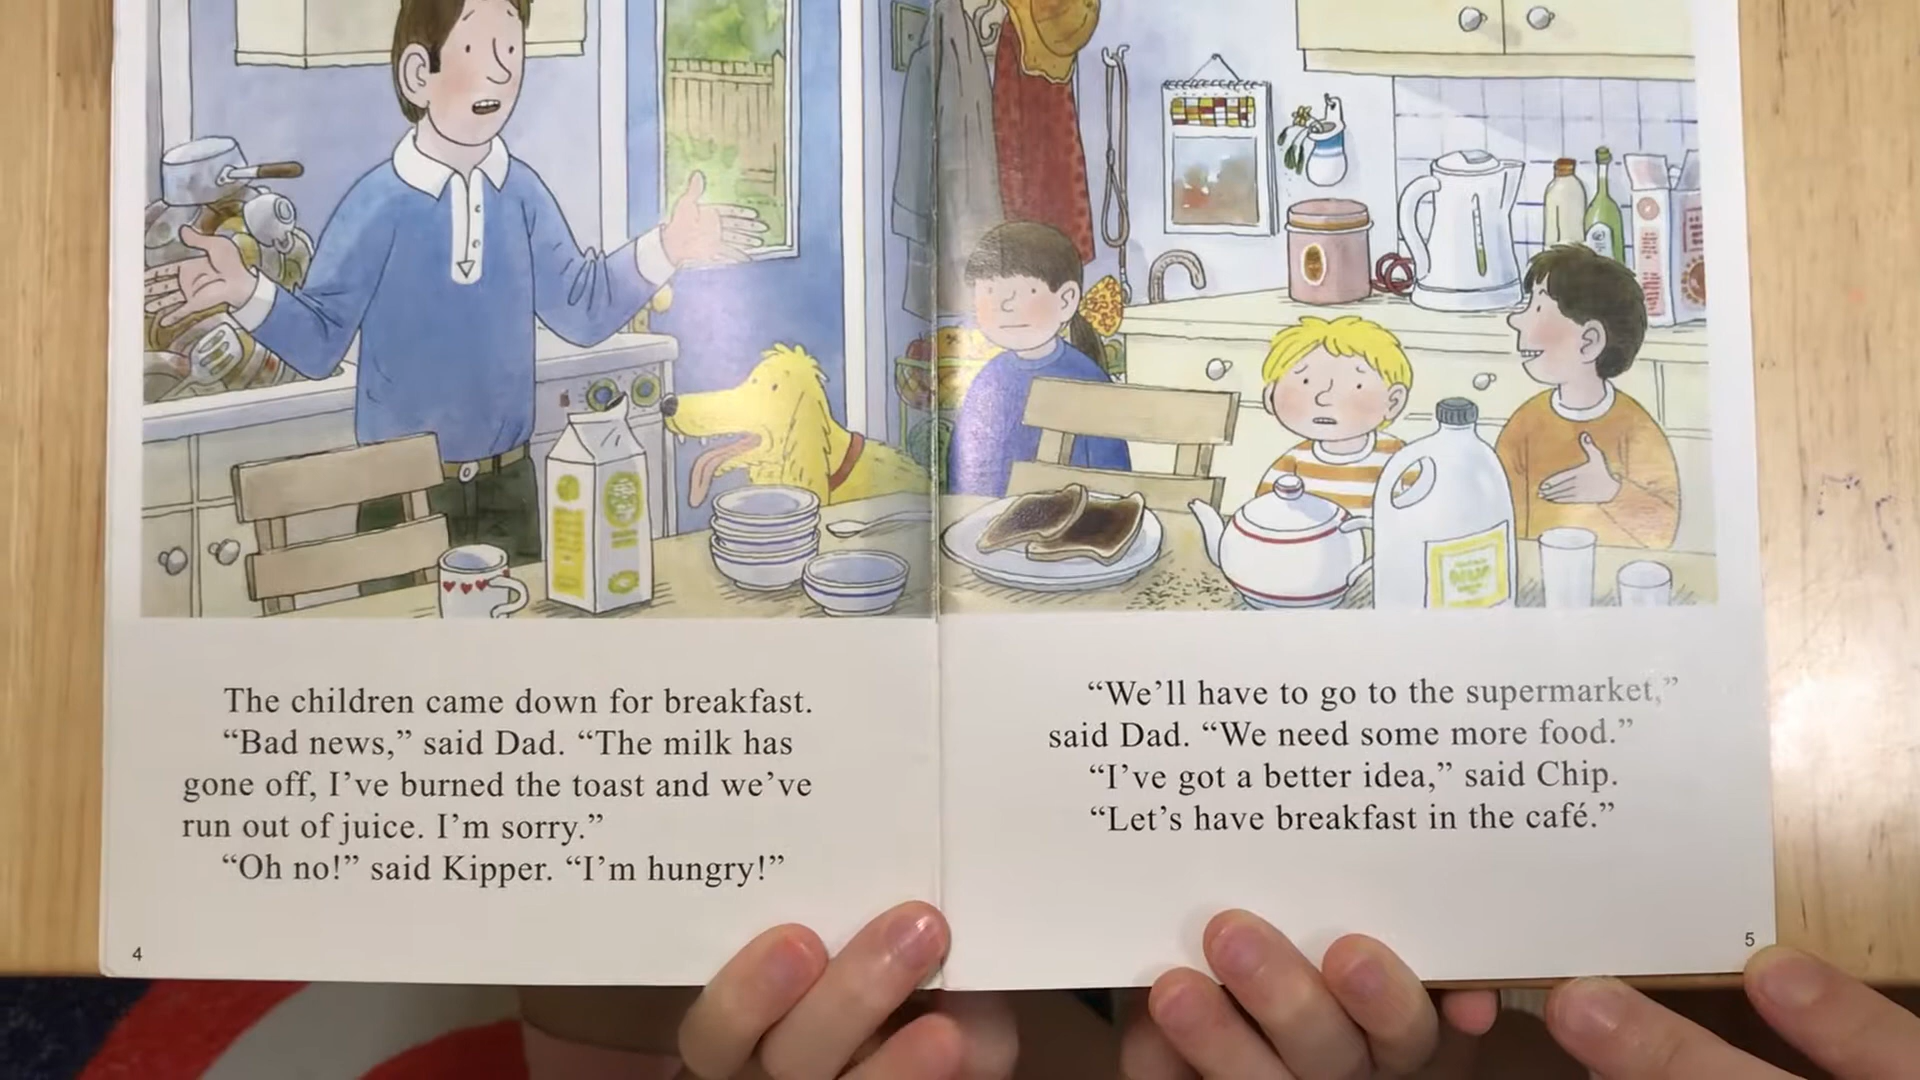 The children came down for breakfast.
“Bad news,” said Dad. “The milk has
gone off, I’ve burned the toast and we’ve
run out of juice. I’m sorry.”
“Oh no!” said Kipper. “I’m hungry!”
4
“We’ll have to go to the supermarket,”
said Dad. “We need some more food.”
“I’ve got a better idea,” said Chip.
“Let’s have breakfast in the café.”
5